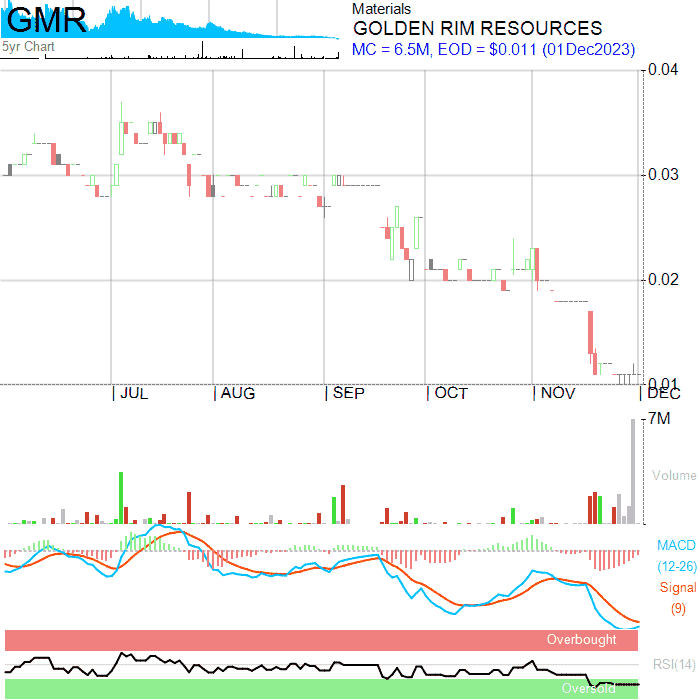 GMR
Materials
GOLDEN RIM RESOURCES
5yr Chart
MC = 6.5M, EOD = $0.011 (01Dec2023)
0.04
0.03
0.02
0.01
JUL AUG SEP OCT NOV DEC
7M
Volume
MACD
(12-26)
Signal
(9)
Overbought
RSI(14)
Oversold